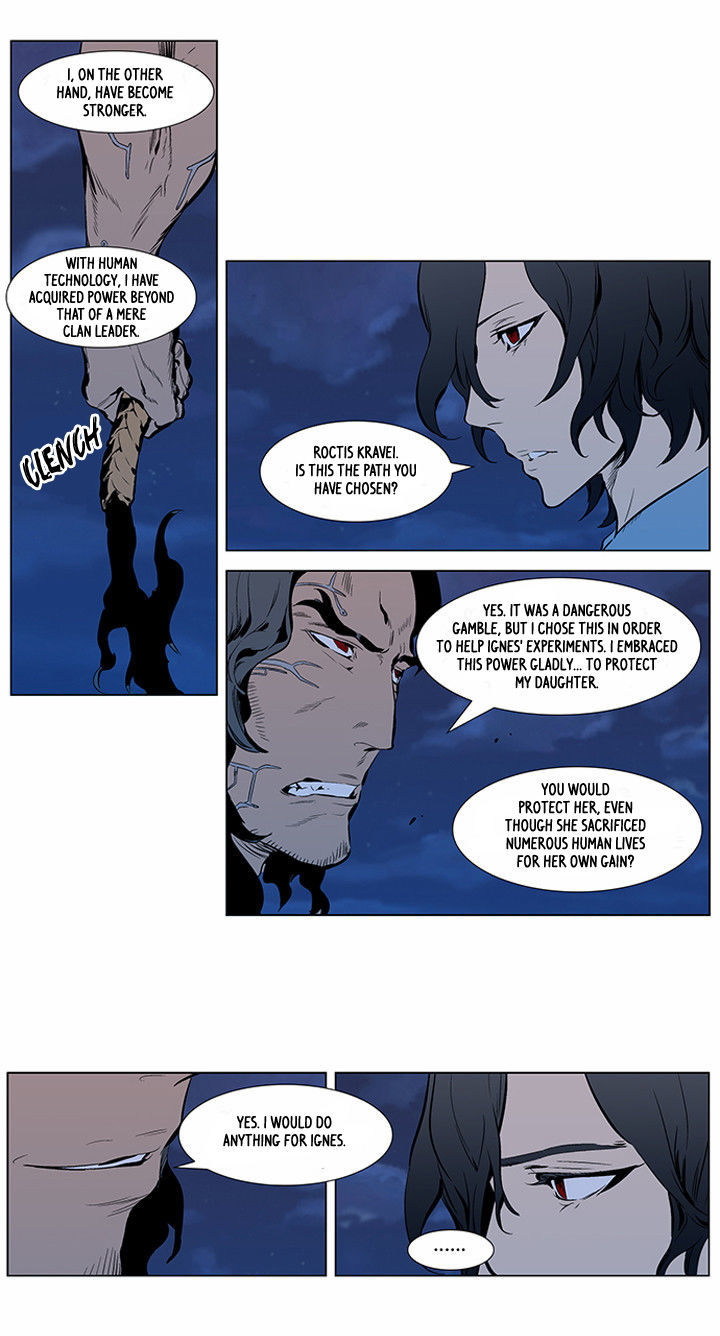 I, ON THE OTHER
HAND, HAVE BECOME
STRONGER.
WITH HUMAN
TECHNOLOGY, I HAVE
ACQUIRED POWER BEYOND
THAT OF A MERE
CLAN LEADER.
CLENCH
ROCTIS KRAVEI.
IS THIS THE PATH YOU
HAVE CHOSEN?
YES. IT WAS A DANGEROUS
GAMBLE, BUT I CHOSE THIS IN ORDER
TO HELP IGNES' EXPERIMENTS. I EMBRACED
THIS POWER GLADLY... TO PROTECT
MY DAUGHTER.
YOU WOULD
PROTECT HER, EVEN
THOUGH SHE SACRIFICED
NUMEROUS HUMAN LIVES
FOR HER OWN GAIN?
YES. I WOULD DO
ANYTHING FOR IGNES.
......